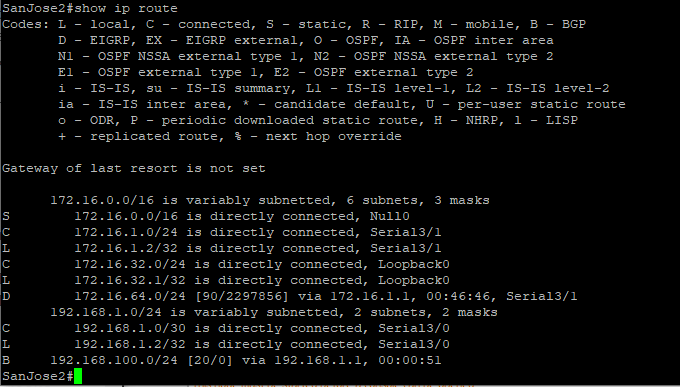 SanJose2#show ip route
Codes: L - local, C - connected, S - static, R - RIP, M - mobile, B - BGP
       D - EIGRP, EX - EIGRP external, O - OSPF, IA - OSPF inter area
       N1 - OSPF NSSA external type 1, N2 - OSPF NSSA external type 2
       E1 - OSPF external type 1, E2 - OSPF external type 2
       i - IS-IS, su - IS-IS summary, L1 - IS-IS level-1, L2 - IS-IS level-2
       ia - IS-IS inter area, * - candidate default, U - per-user static route
       o - ODR, P - periodic downloaded static route, H - NHRP, l - LISP
       + - replicated route, % - next hop override
Gateway of last resort is not set
      172.16.0.0/16 is variably subnetted, 6 subnets, 3 masks
S        172.16.0.0/16 is directly connected, Null0
C        172.16.1.0/24 is directly connected, Serial3/1
L        172.16.1.2/32 is directly connected, Serial3/1
C        172.16.32.0/24 is directly connected, Loopback0
L        172.16.32.1/32 is directly connected, Loopback0
D        172.16.64.0/24 [90/2297856] via 172.16.1.1, 00:46:46, Serial3/1
      192.168.1.0/24 is variably subnetted, 2 subnets, 2 masks
C        192.168.1.0/30 is directly connected, Serial3/0
L        192.168.1.2/32 is directly connected, Serial3/0
B     192.168.100.0/24 [20/0] via 192.168.1.1, 00:00:51
SanJose2#